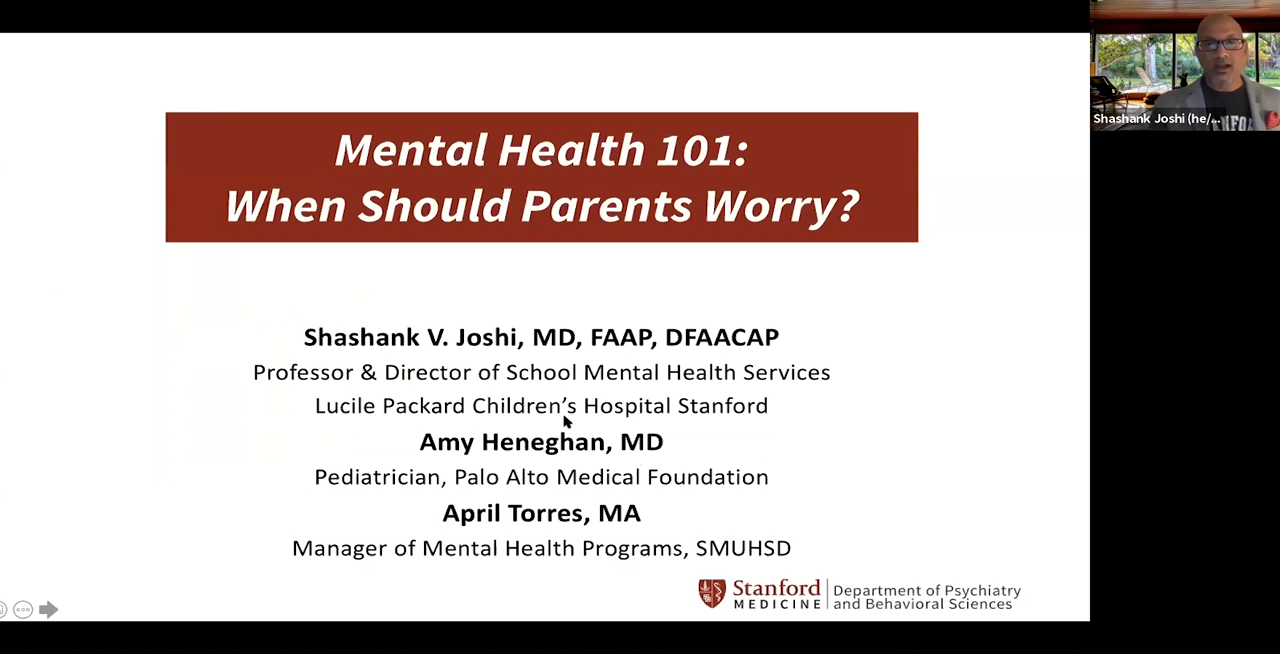 Mental Health 101:
When Should Parents Worry?
Shashank V. Joshi, MD, FAAP, DFAACAP
Professor & Director of School Mental Health Services
Lucile Packard Children’s Hospital Stanford
Amy Heneghan, MD
Pediatrician, Palo Alto Medical Foundation
April Torres, MA
Manager of Mental Health Programs, SMUHSD
Stanford
MEDICINE
Department of Psychiatry
and Behavioral Sciences
Shashank Joshi (he/...